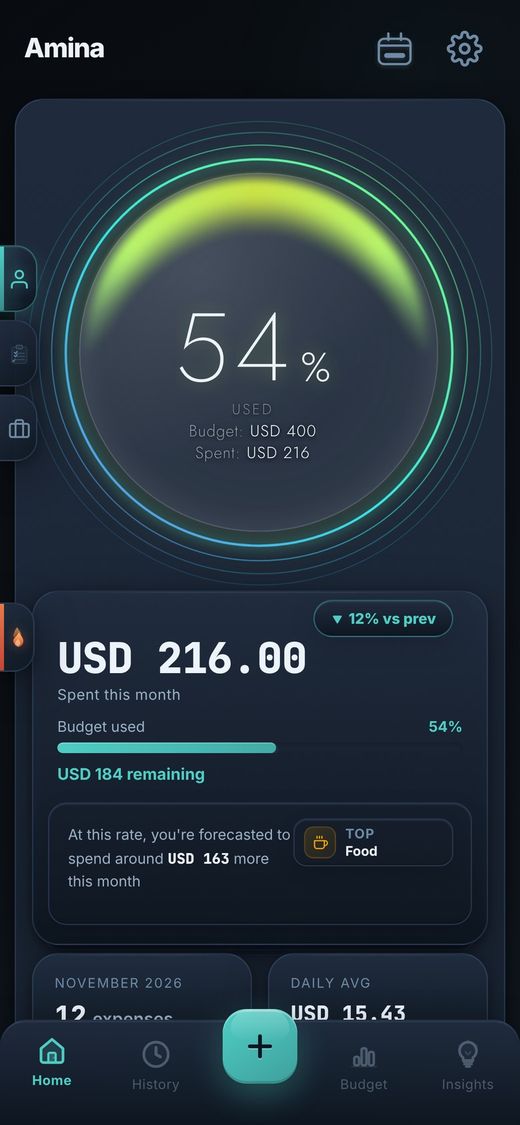 Amina
54 %
USED
Budget: USD 400
Spent: USD 216
▼ 12% vs prev
USD 216.00
Spent this month
Budget used 54%
USD 184 remaining
At this rate, you're forecasted to
spend around USD 163 more
this month
TOP
Food
NOVEMBER 2026
12 expenses
DAILY AVG
USD 15.43
+
Home
History
Budget
Insights